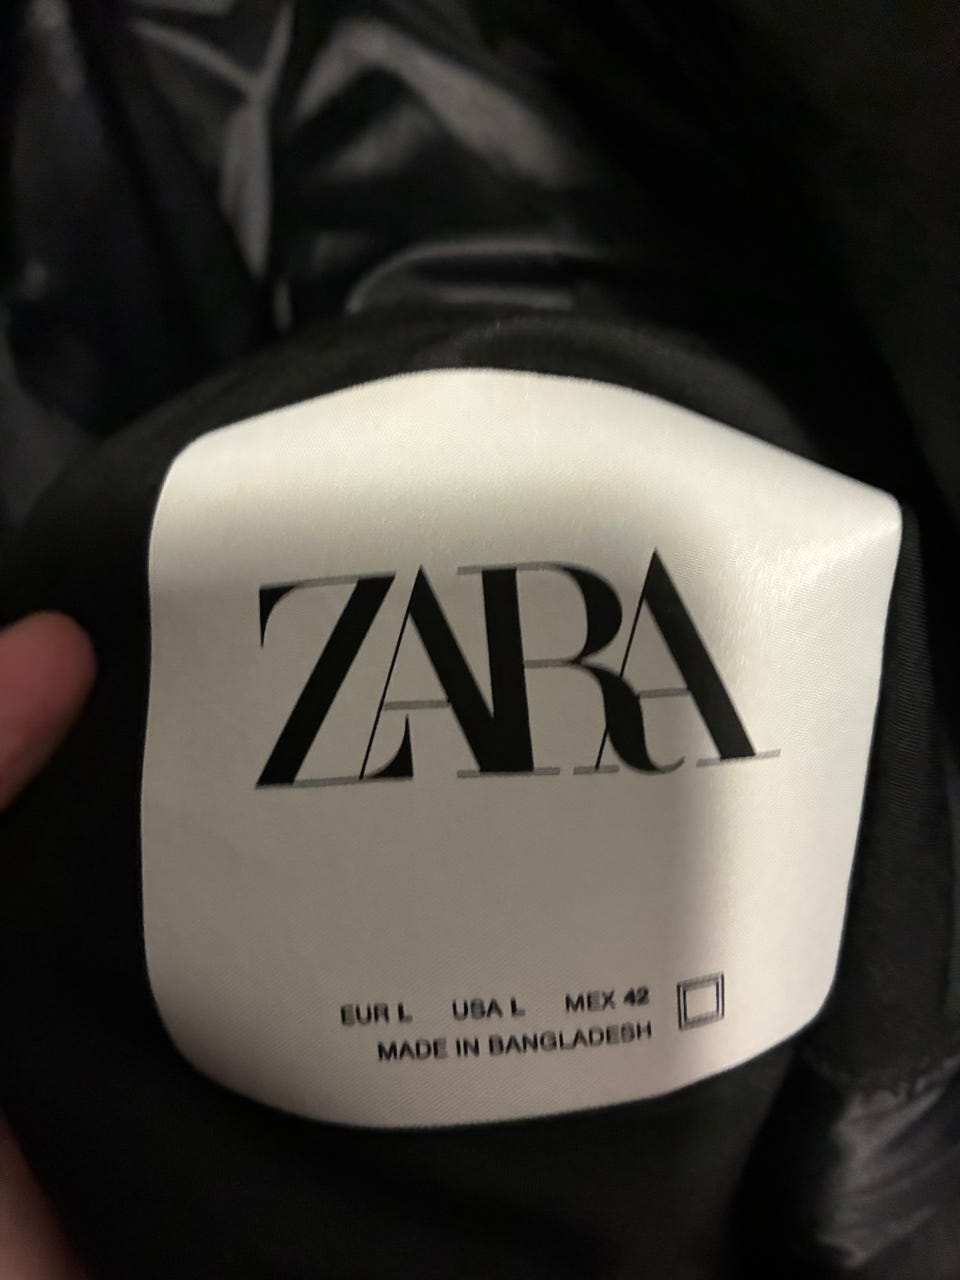 ZARA
EUR L USA L MEX 42
MADE IN BANGLADESH